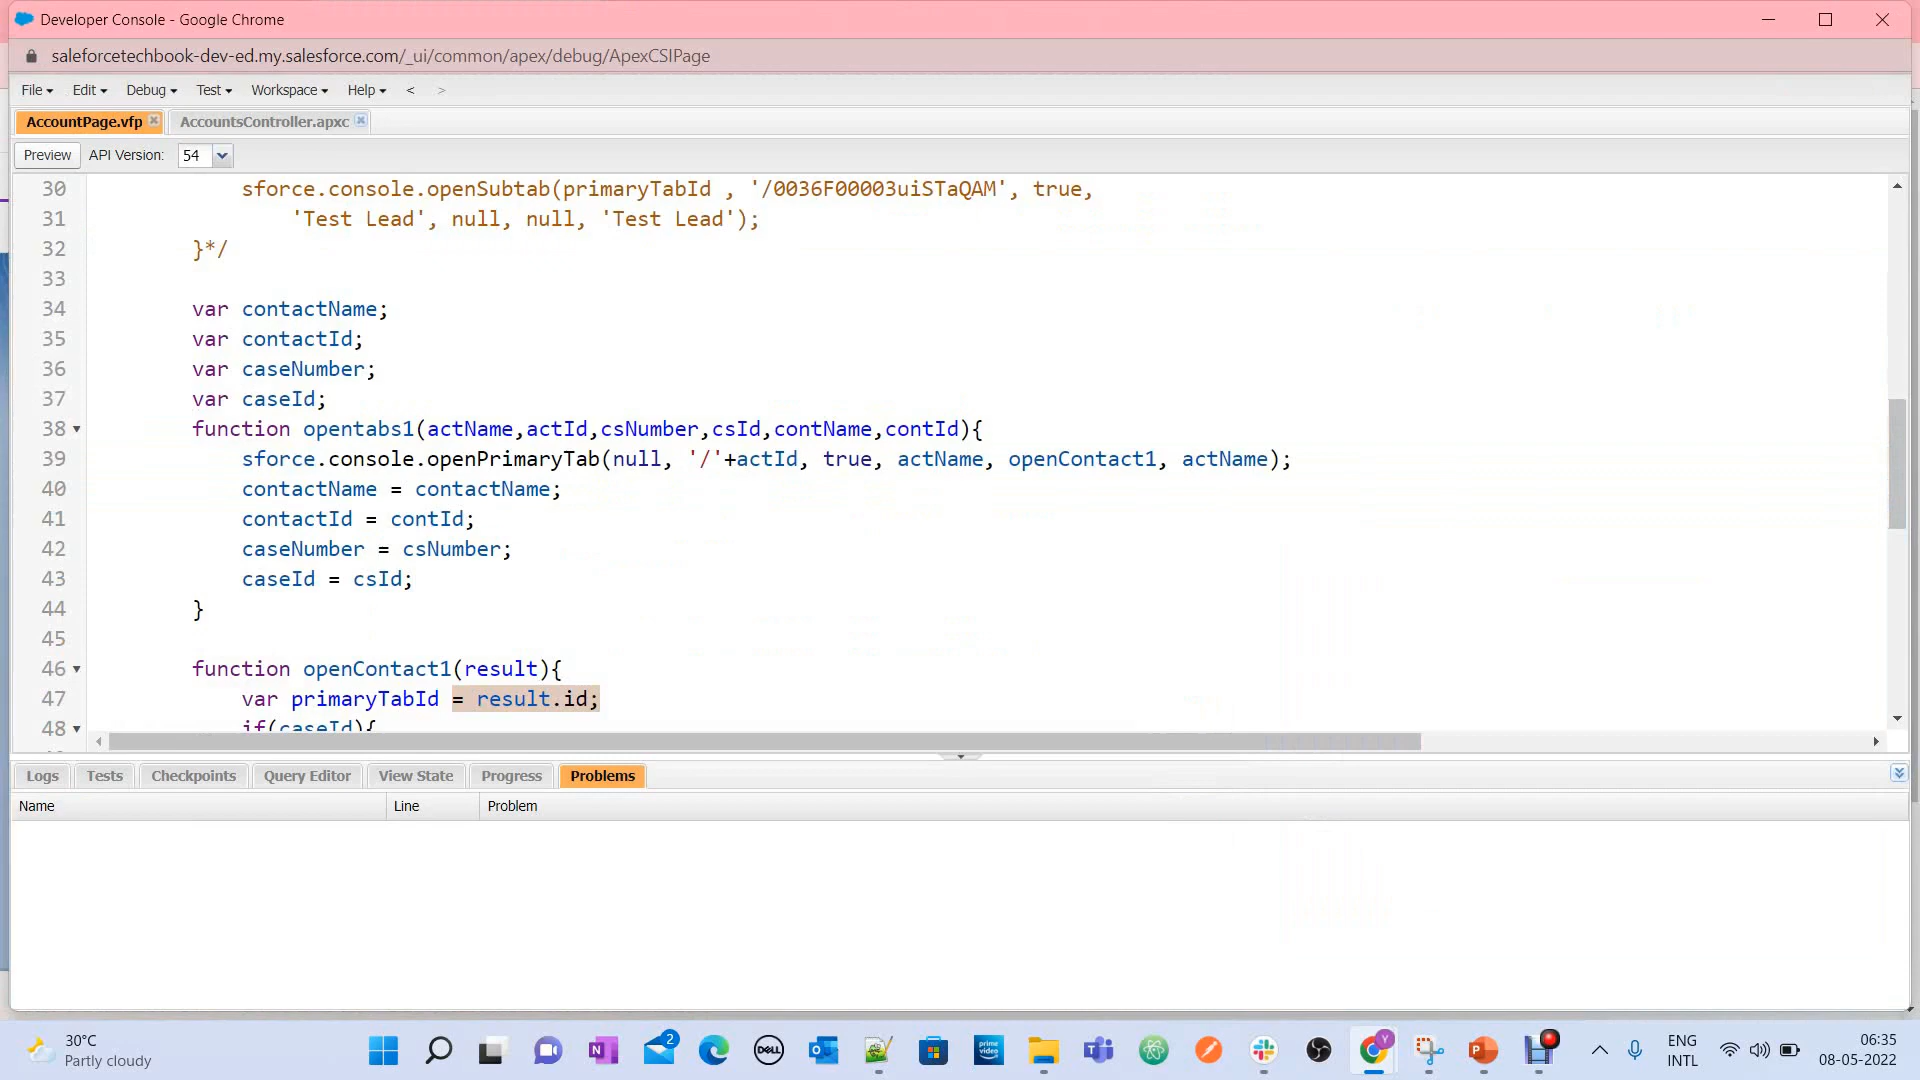 Developer Console - Google Chrome
saleforcetechbook-dev-ed.my.salesforce.com/_ui/common/apex/debug/ApexCSIPage
File Edit Debug Test Workspace Help < >
AccountPage.vfp AccountsController.apxc
Preview API Version: 54
30 sforce.console.openSubtab(primaryTabId , '/0036F00003uiSTaQAM', true,
31 'Test Lead', null, null, 'Test Lead');
32 }*/
33
34 var contactName;
35 var contactId;
36 var caseNumber;
37 var caseId;
38 function opentabs1(actName,actId,csNumber,csId,contName,contId){
39 sforce.console.openPrimaryTab(null, '/'+actId, true, actName, openContact1, actName);
40 contactName = contactName;
41 contactId = contId;
42 caseNumber = csNumber;
43 caseId = csId;
44 }
45
46 function openContact1(result){
47 var primaryTabId = result.id;
48 if(caseId){
Logs Tests Checkpoints Query Editor View State Progress Problems
Name Line Problem
30°C
Partly cloudy
2
DELL
prime video
Y
ENG
INTL
06:35
08-05-2022